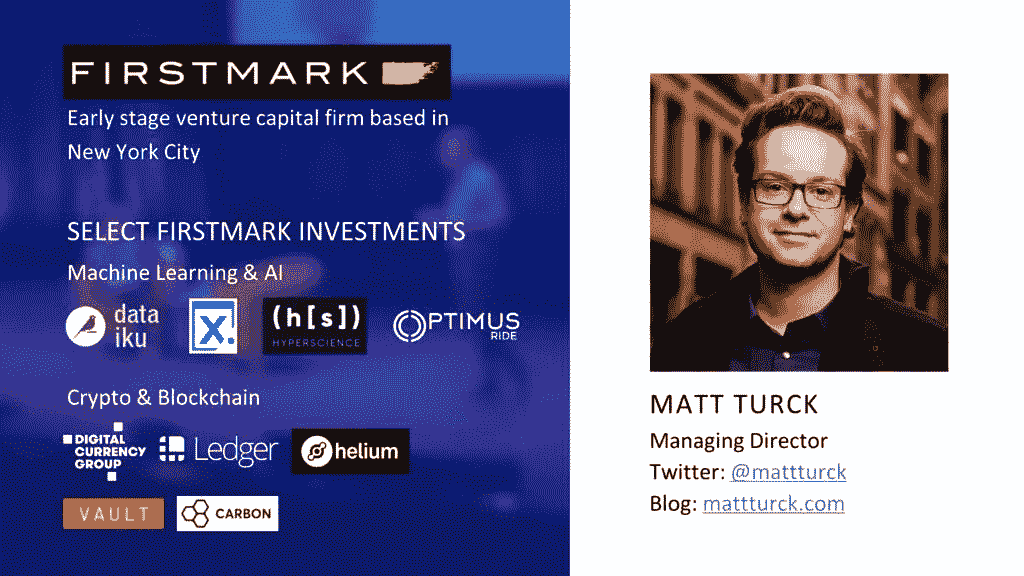 FIRSTMARK
Early stage venture capital firm based in
New York City
SELECT FIRSTMARK INVESTMENTS
Machine Learning & AI
data
iku
X.
(h[s])
HYPERSCIENCE
OPTIMUS
RIDE
Crypto & Blockchain
DIGITAL
CURRENCY
GROUP
Ledger
helium
VAULT
CARBON
MATT TURCK
Managing Director
Twitter: @mattturck
Blog: mattturck.com